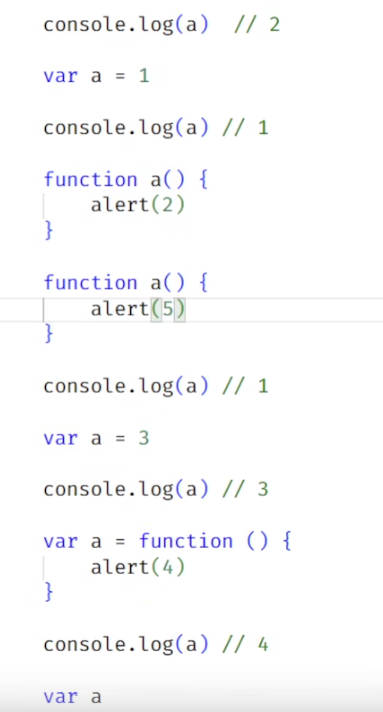 console.log(a)  // 2
var a = 1
console.log(a) // 1
function a() {
    alert(2)
}
function a() {
    alert(5)
}
console.log(a) // 1
var a = 3
console.log(a) // 3
var a = function () {
    alert(4)
}
console.log(a) // 4
var a